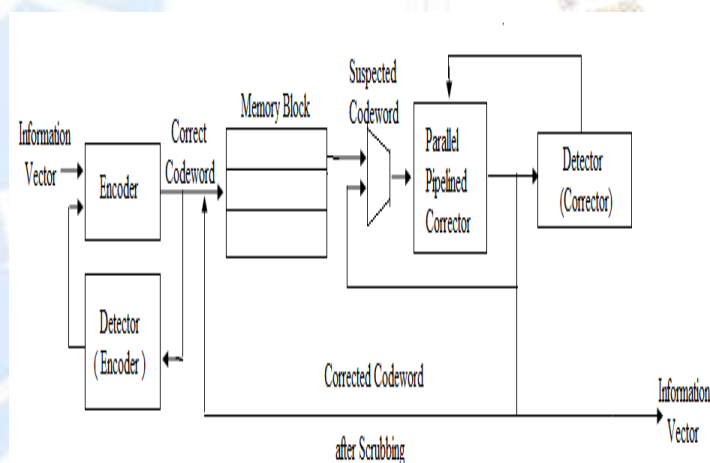 Information
Vector
Encoder
Correct
Codeword
Memory Block
Suspected
Codeword
Parallel
Pipelined
Corrector
Detector
(Corrector)
Detector
( Encoder )
Corrected Codeword
after Scrubbing
Information
Vector